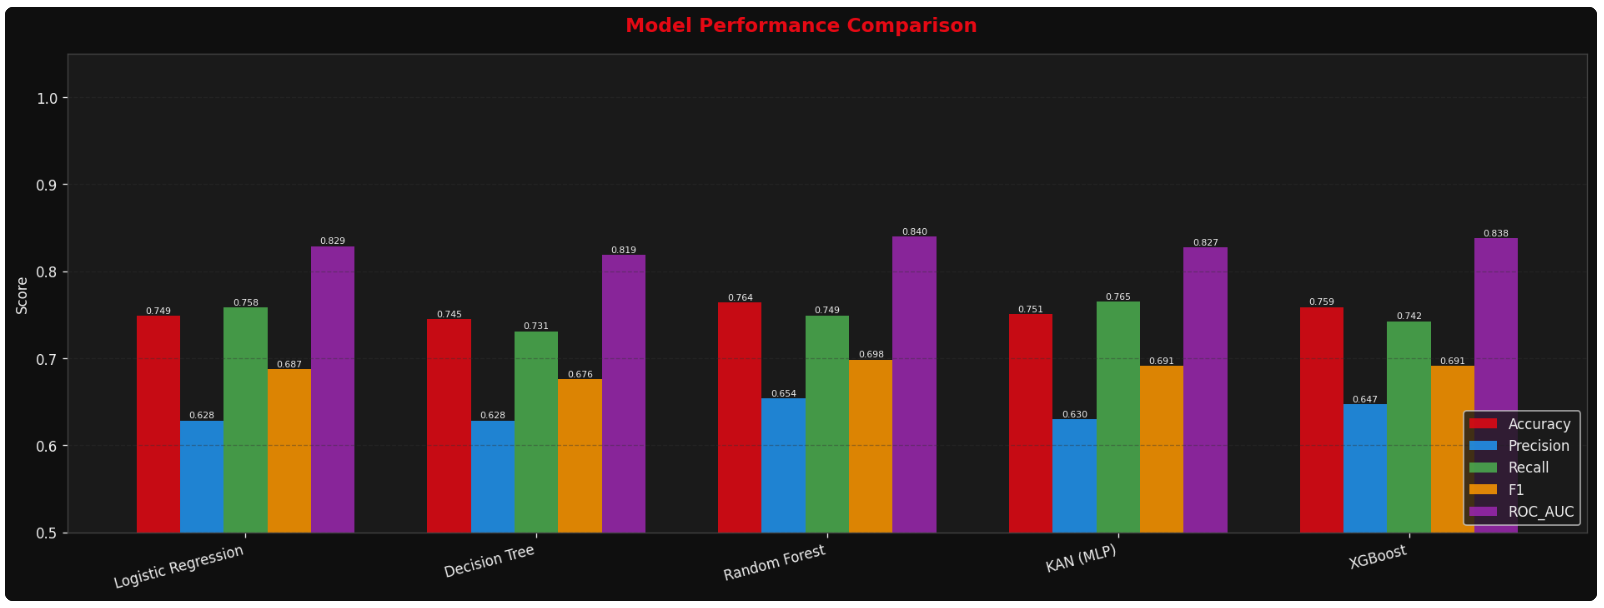 Model Performance Comparison
Score
1.0
0.9
0.8
0.7
0.6
0.5
0.749
0.628
0.758
0.687
0.829
0.745
0.628
0.731
0.676
0.819
0.764
0.654
0.749
0.698
0.840
0.751
0.630
0.765
0.691
0.827
0.759
0.647
0.742
0.691
0.838
Accuracy
Precision
Recall
F1
ROC_AUC
Logistic Regression
Decision Tree
Random Forest
KAN (MLP)
XGBoost